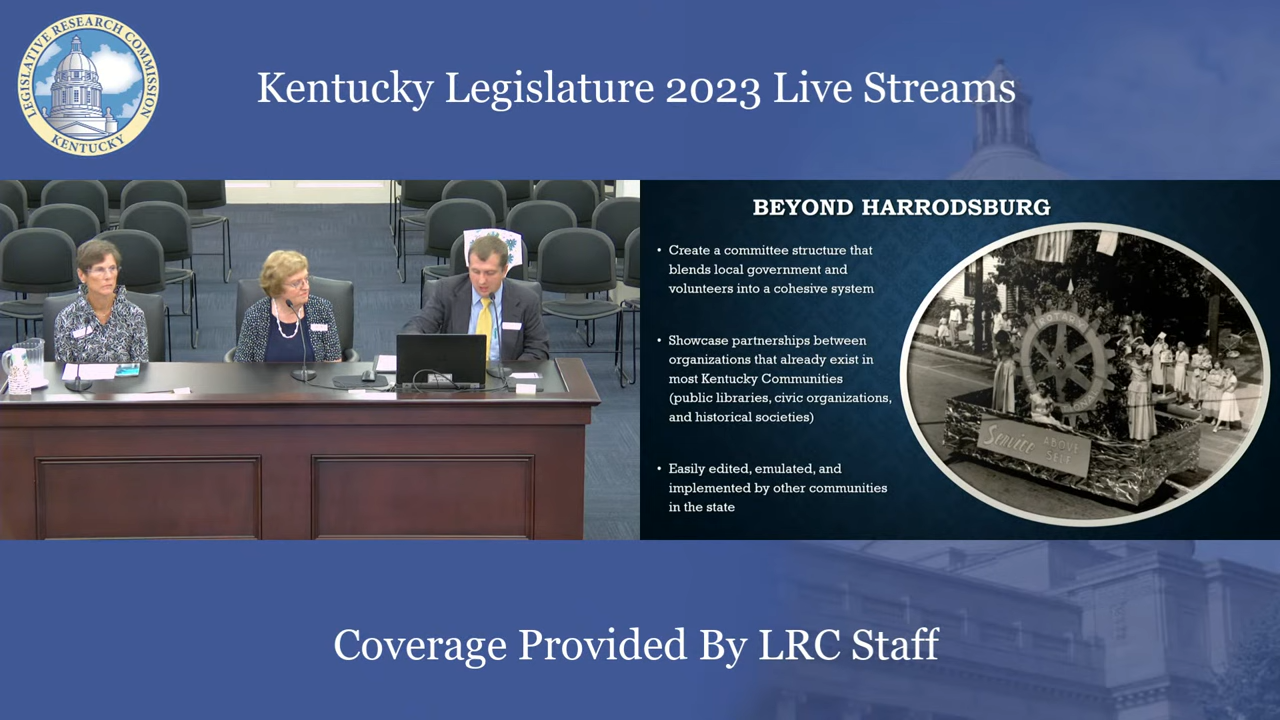 LEGISLATIVE RESEARCH COMMISSION
KENTUCKY
Kentucky Legislature 2023 Live Streams
BEYOND HARRODSBURG
• Create a committee structure that
blends local government and
volunteers into a cohesive system
• Showcase partnerships between
organizations that already exist in
most Kentucky Communities
(public libraries, civic organizations,
and historical societies)
• Easily edited, emulated, and
implemented by other communities
in the state
ROTARY
Service ABOVE
SELF
Coverage Provided By LRC Staff